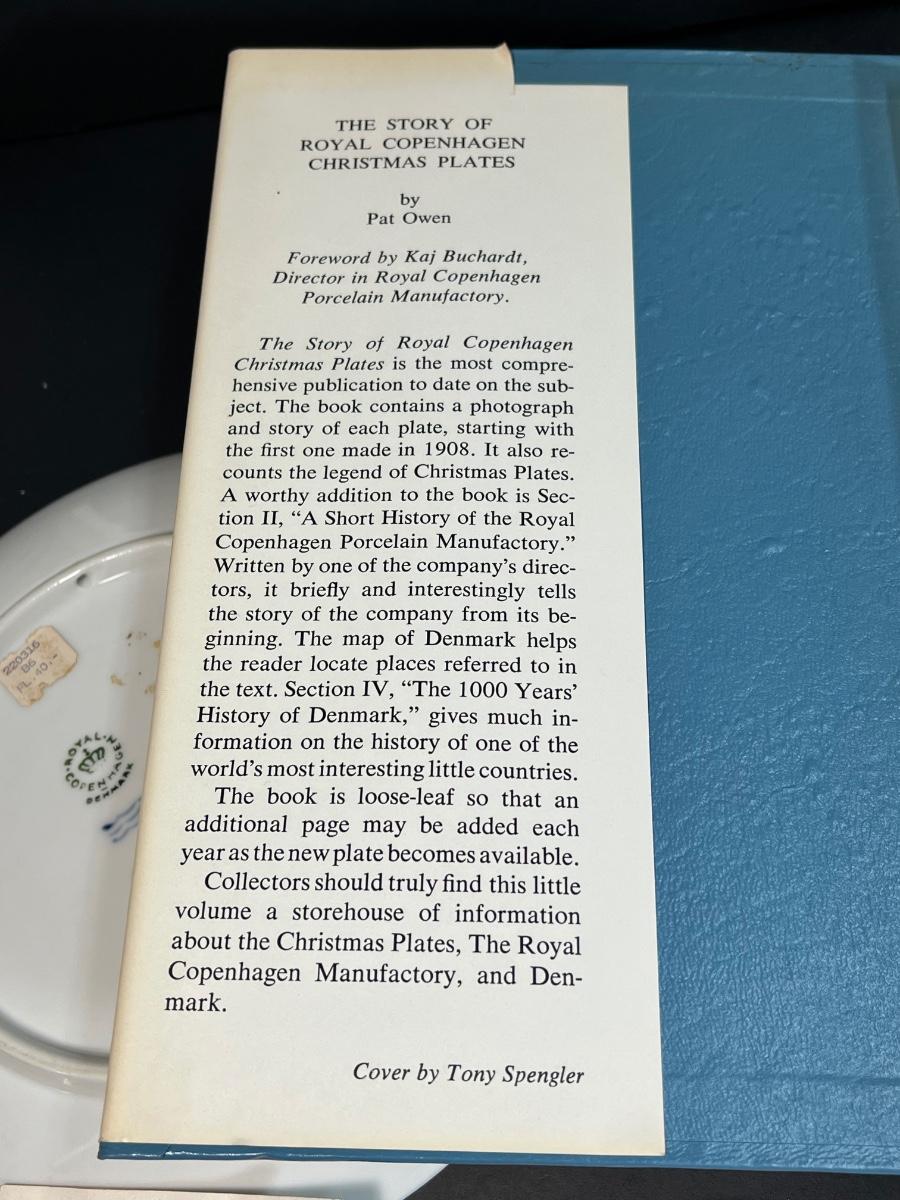 THE STORY OF
ROYAL COPENHAGEN
CHRISTMAS PLATES
by
Pat Owen
Foreword by Kaj Buchardt,
Director in Royal Copenhagen
Porcelain Manufactory.
The Story of Royal Copenhagen
Christmas Plates is the most compre-
hensive publication to date on the sub-
ject. The book contains a photograph
and story of each plate, starting with
the first one made in 1908. It also re-
counts the legend of Christmas Plates.
A worthy addition to the book is Sec-
tion II, “A Short History of the Royal
Copenhagen Porcelain Manufactory.”
Written by one of the company’s direc-
tors, it briefly and interestingly tells
the story of the company from its be-
ginning. The map of Denmark helps
the reader locate places referred to in
the text. Section IV, “The 1000 Years’
History of Denmark,” gives much in-
formation on the history of one of the
world’s most interesting little countries.
The book is loose-leaf so that an
additional page may be added each
year as the new plate becomes available.
Collectors should truly find this little
volume a storehouse of information
about the Christmas Plates, The Royal
Copenhagen Manufactory, and Den-
mark.
Cover by Tony Spengler
220316
B6
FL. 40.-
ROYAL
COPENHAGEN
DENMARK